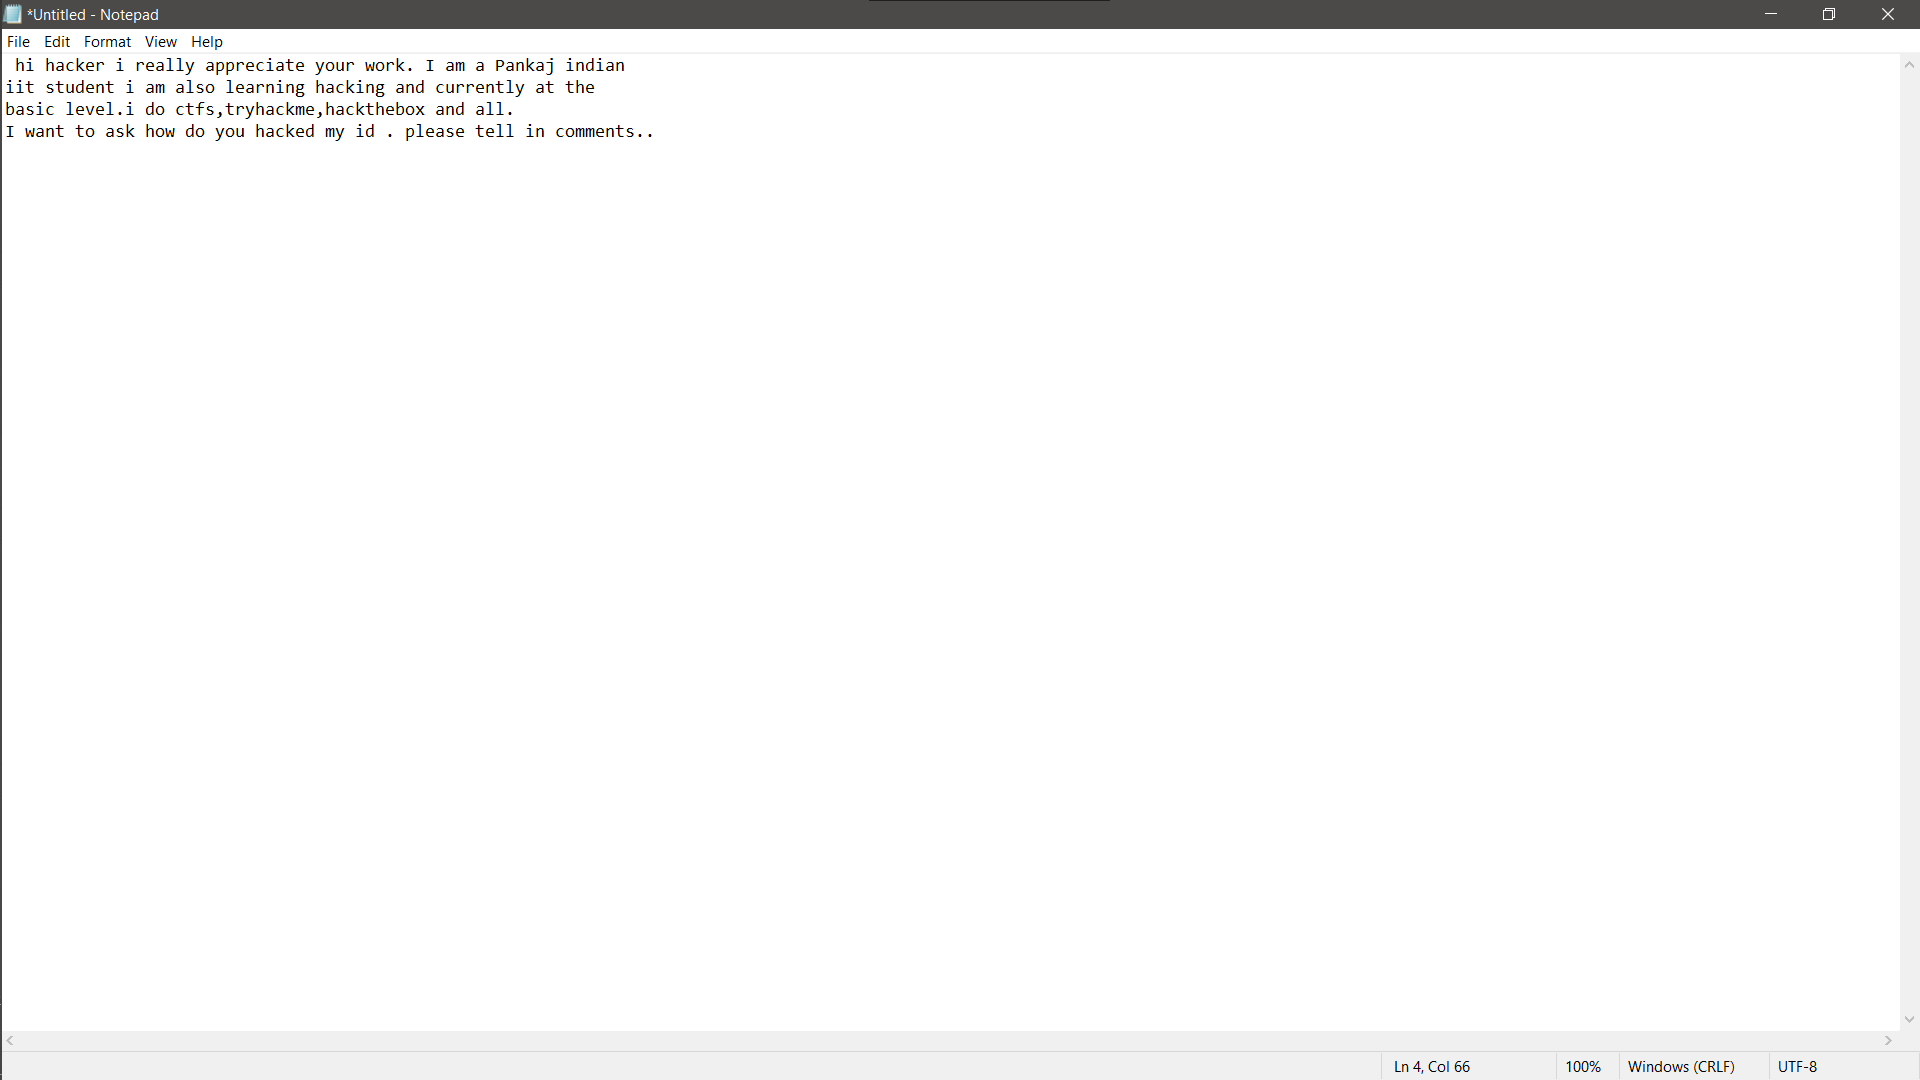 *Untitled - Notepad
File Edit Format View Help
hi hacker i really appreciate your work. I am a Pankaj indian
iit student i am also learning hacking and currently at the
basic level.i do ctfs,tryhackme,hackthebox and all.
I want to ask how do you hacked my id . please tell in comments..
Ln 4, Col 66 100% Windows (CRLF) UTF-8